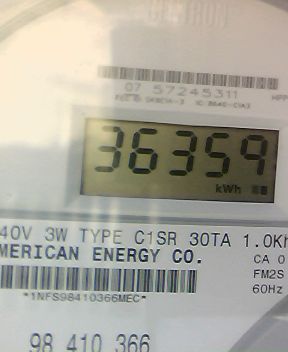 07 57245311
36359
kWh
40V 3W TYPE C1SR 30TA 1.0Kh
MERICAN ENERGY CO.
CA 0
FM2S
60Hz
*1NFS98410366MEC*
98 410 366